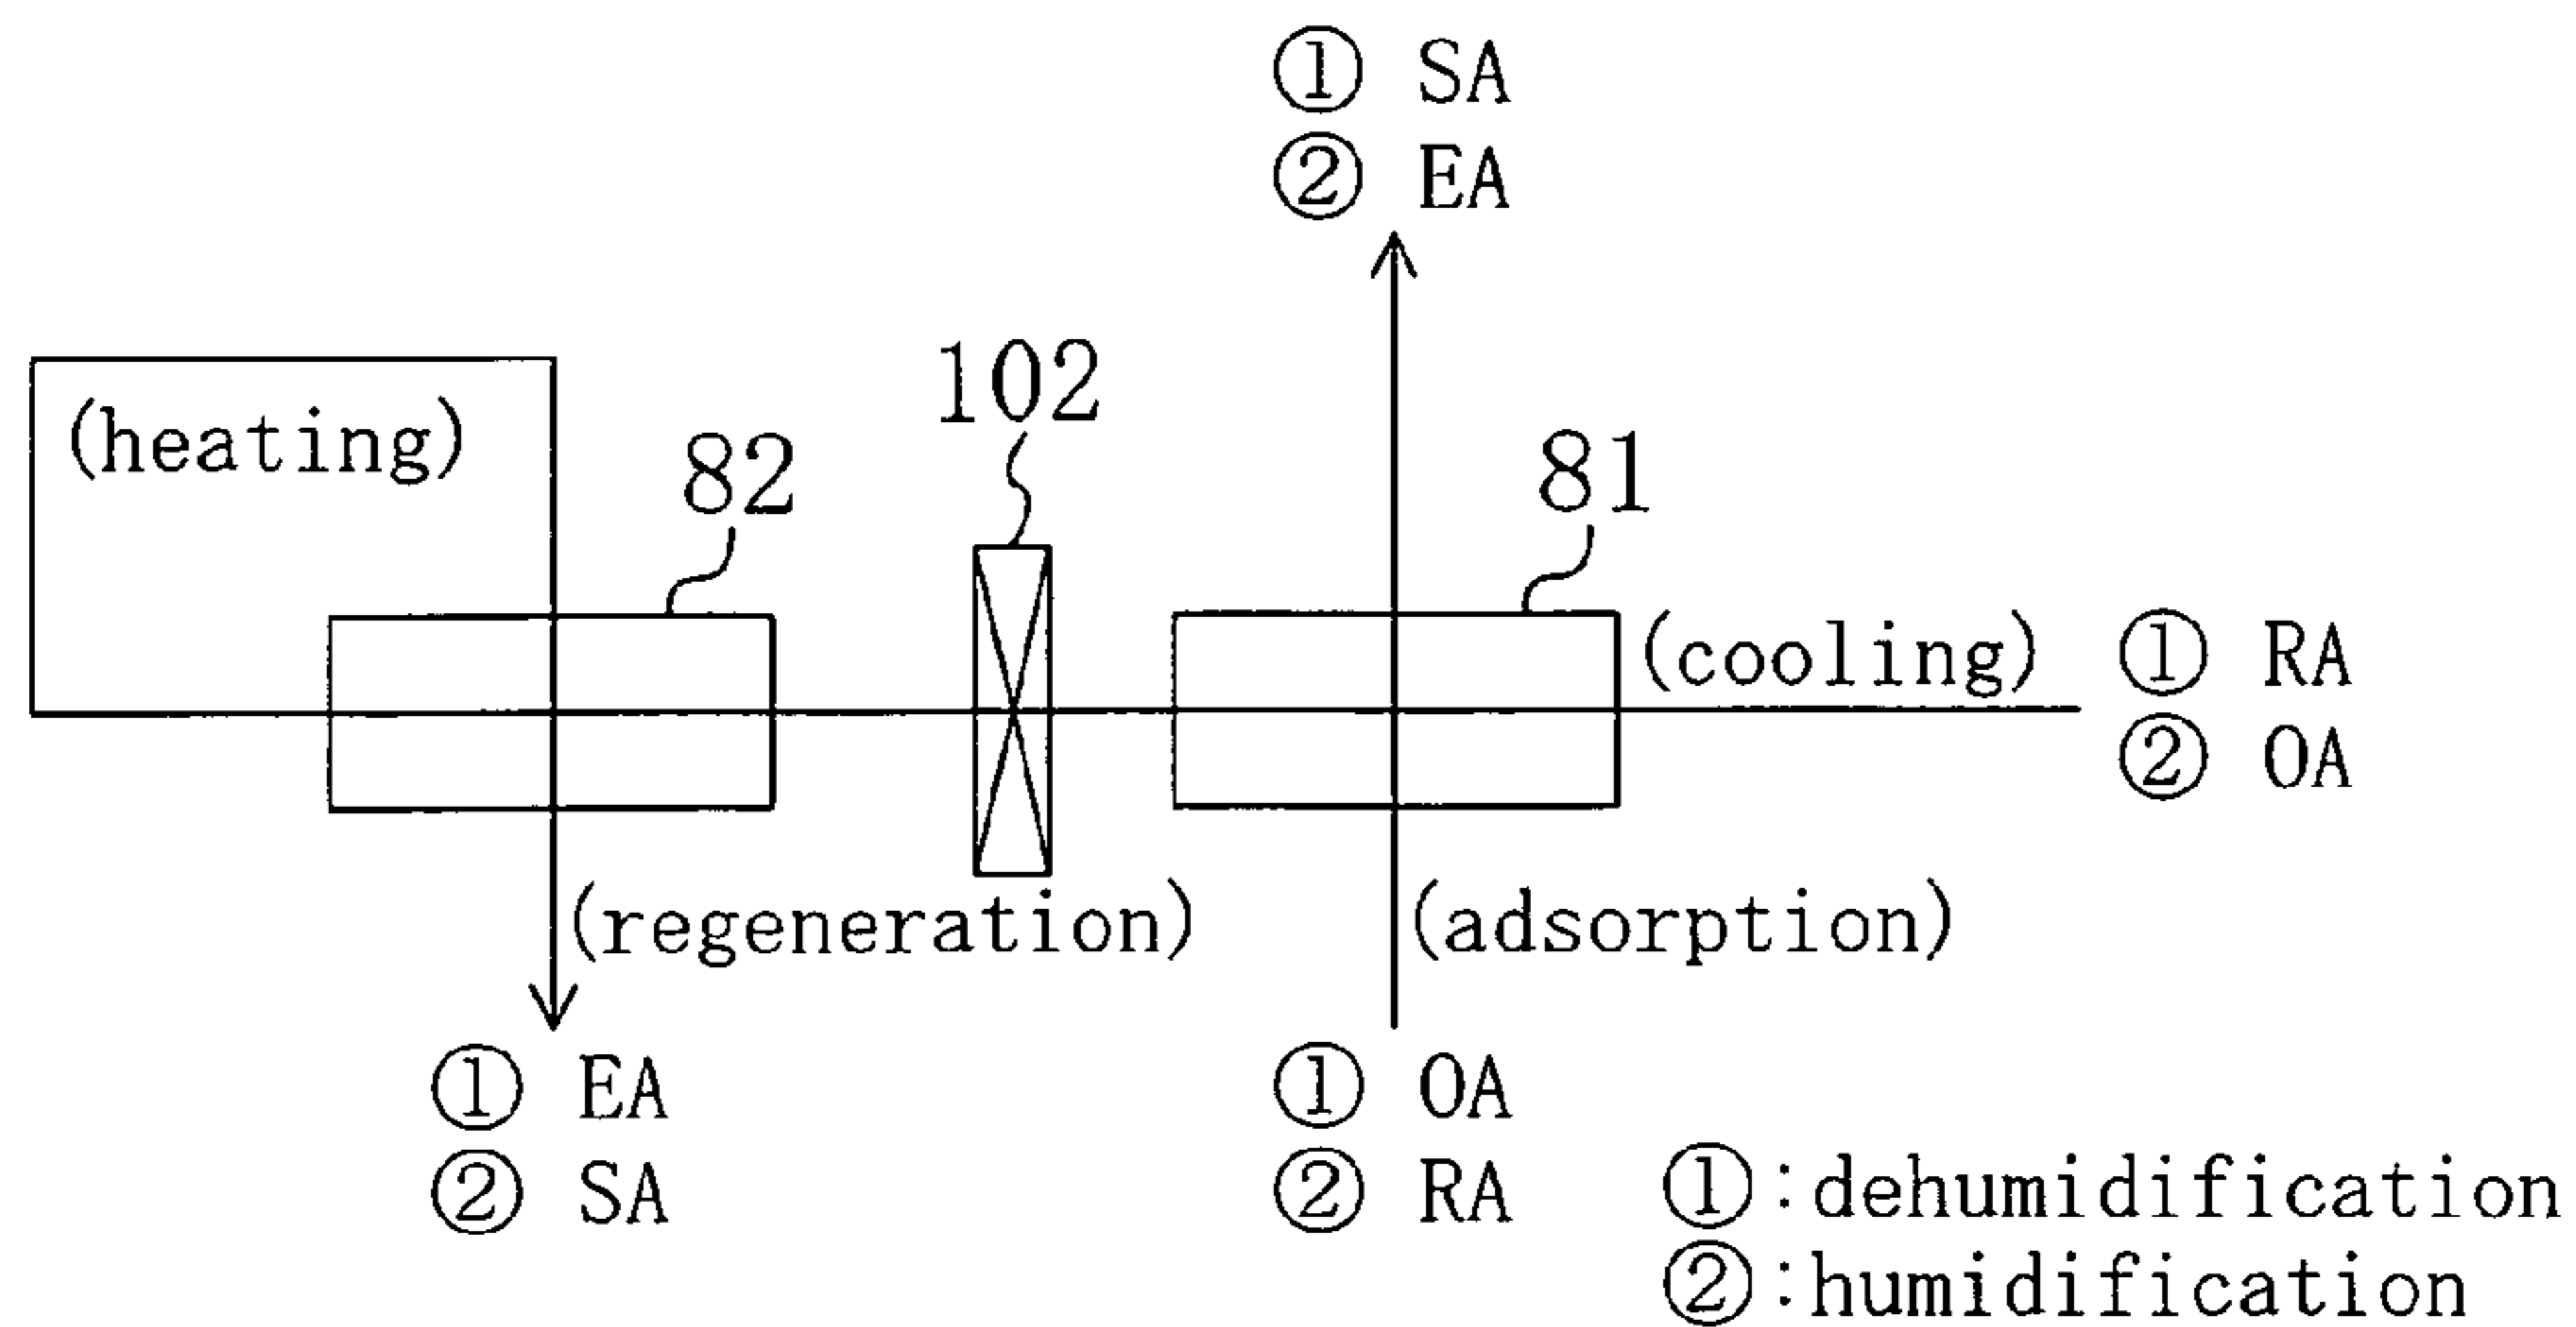 ① SA
② EA
102
(heating)
82
81
(cooling)
① RA
② OA
(regeneration)
(adsorption)
① EA
② SA
① OA
② RA
①:dehumidification
②:humidification